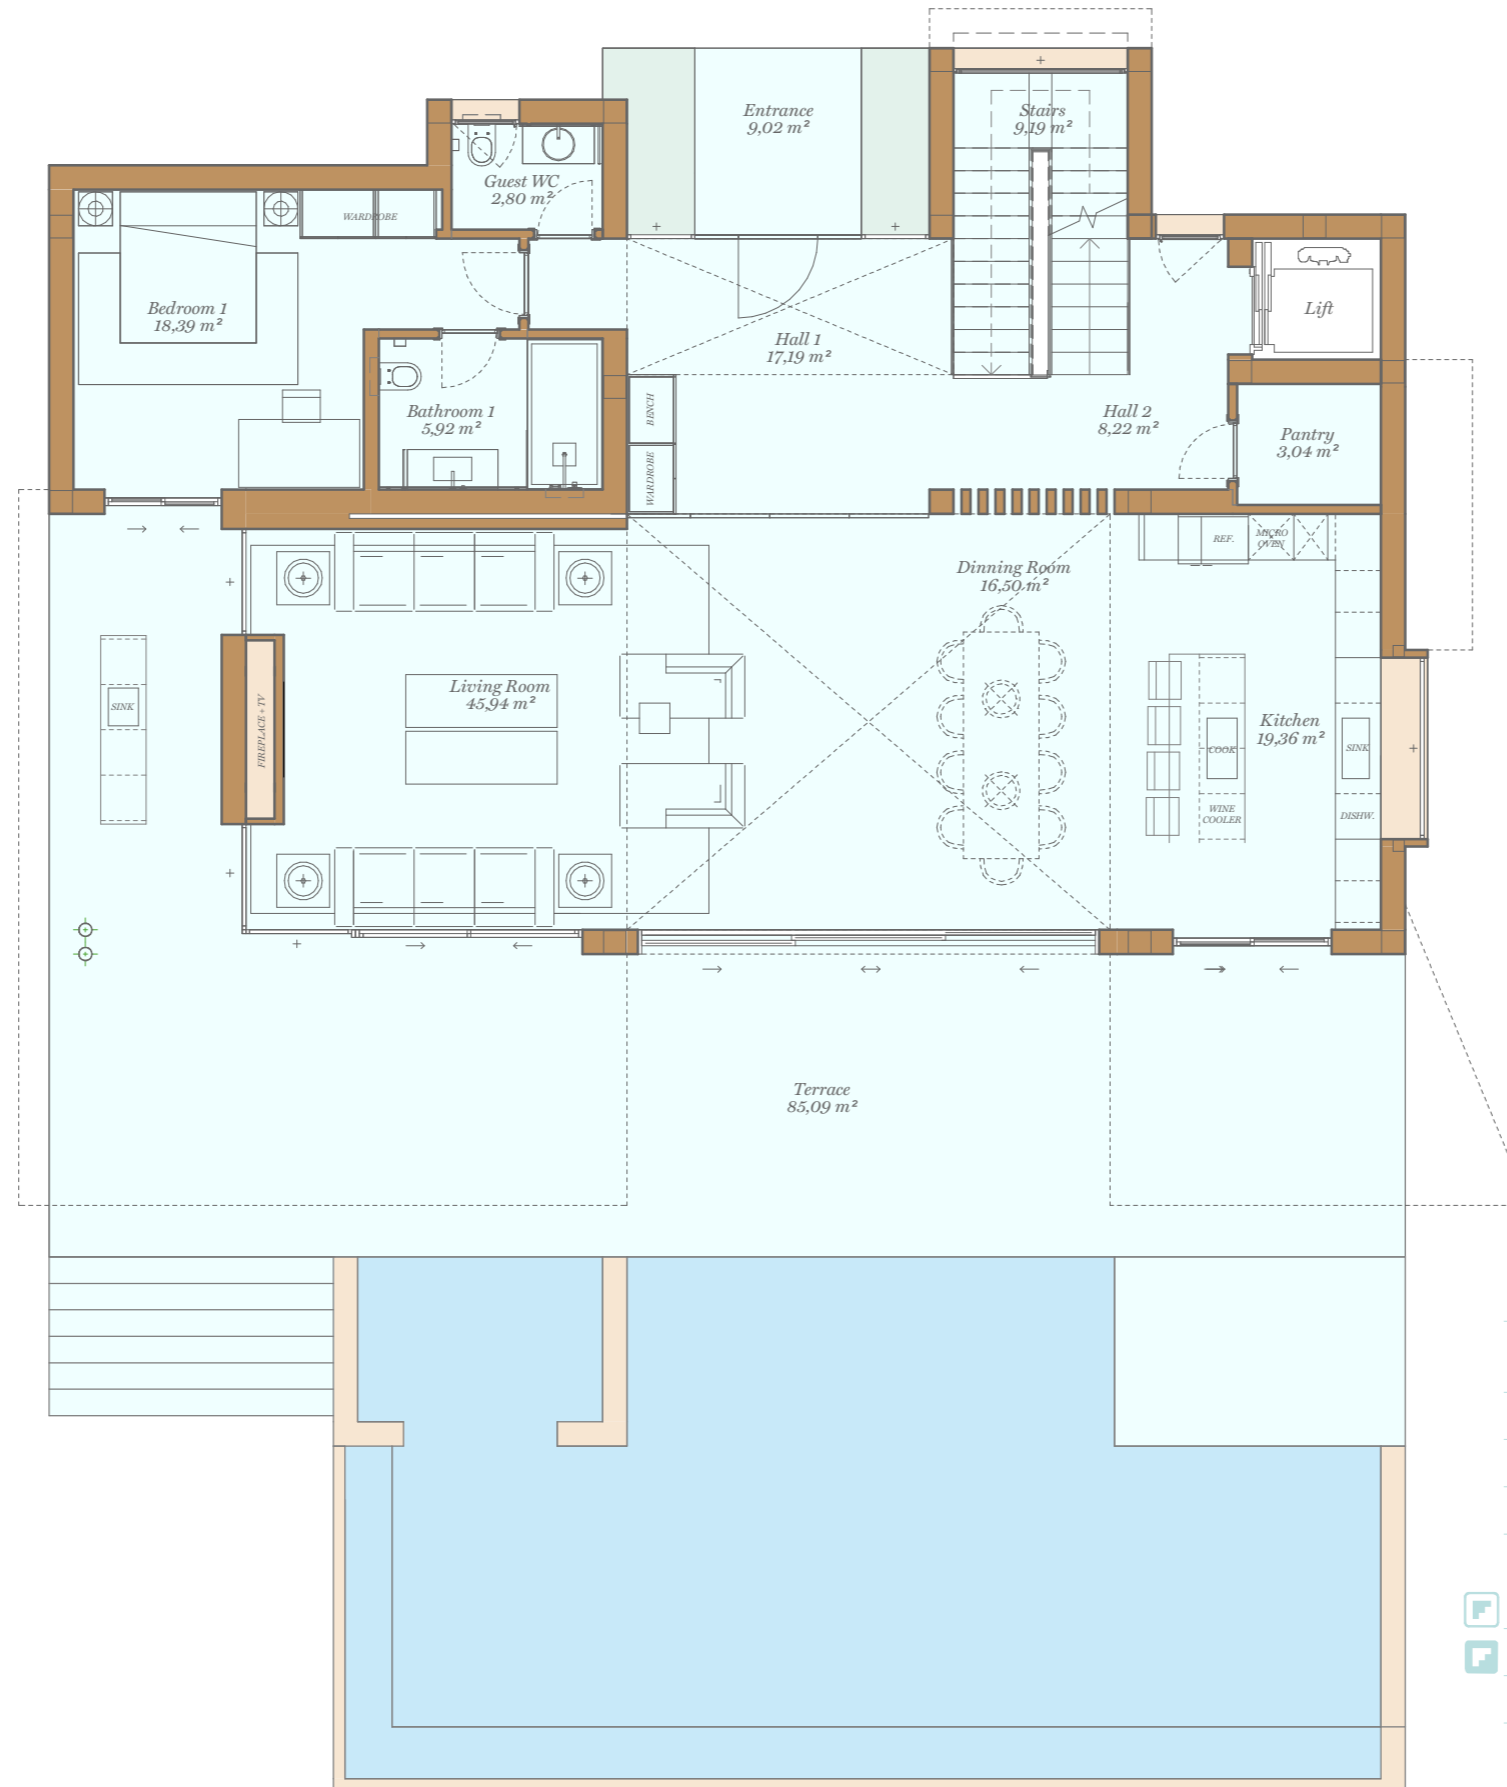 Entrance
9,02 m²
Stairs
9,19 m²
Guest WC
2,80 m²
WARDROBE
Bedroom 1
18,39 m²
Lift
Hall 1
17,19 m²
Bathroom 1
5,92 m²
BENCH
Hall 2
8,22 m²
Pantry
3,04 m²
WARDROBE
REF.
MICRO
OVEN
Dinning Room
16,50 m²
SINK
FIREPLACE + TV
Living Room
45,94 m²
Kitchen
19,36 m²
COOK
SINK
WINE
COOLER
DISHW.
Terrace
85,09 m²